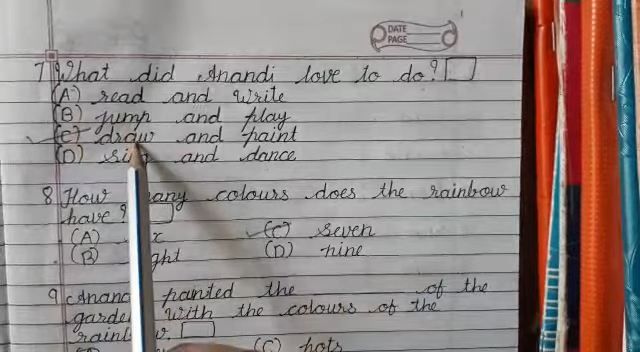 DATE
PAGE
7 What did Anandi love to do?
(A) read and write
(B) jump and play
(C) draw and paint
(D) and dance
8 How colours does the rainbow
have?
(A)
(C) seven
(B)
(D) nine
9 painted the ______ of the
garden with the colours of the
(C) pots